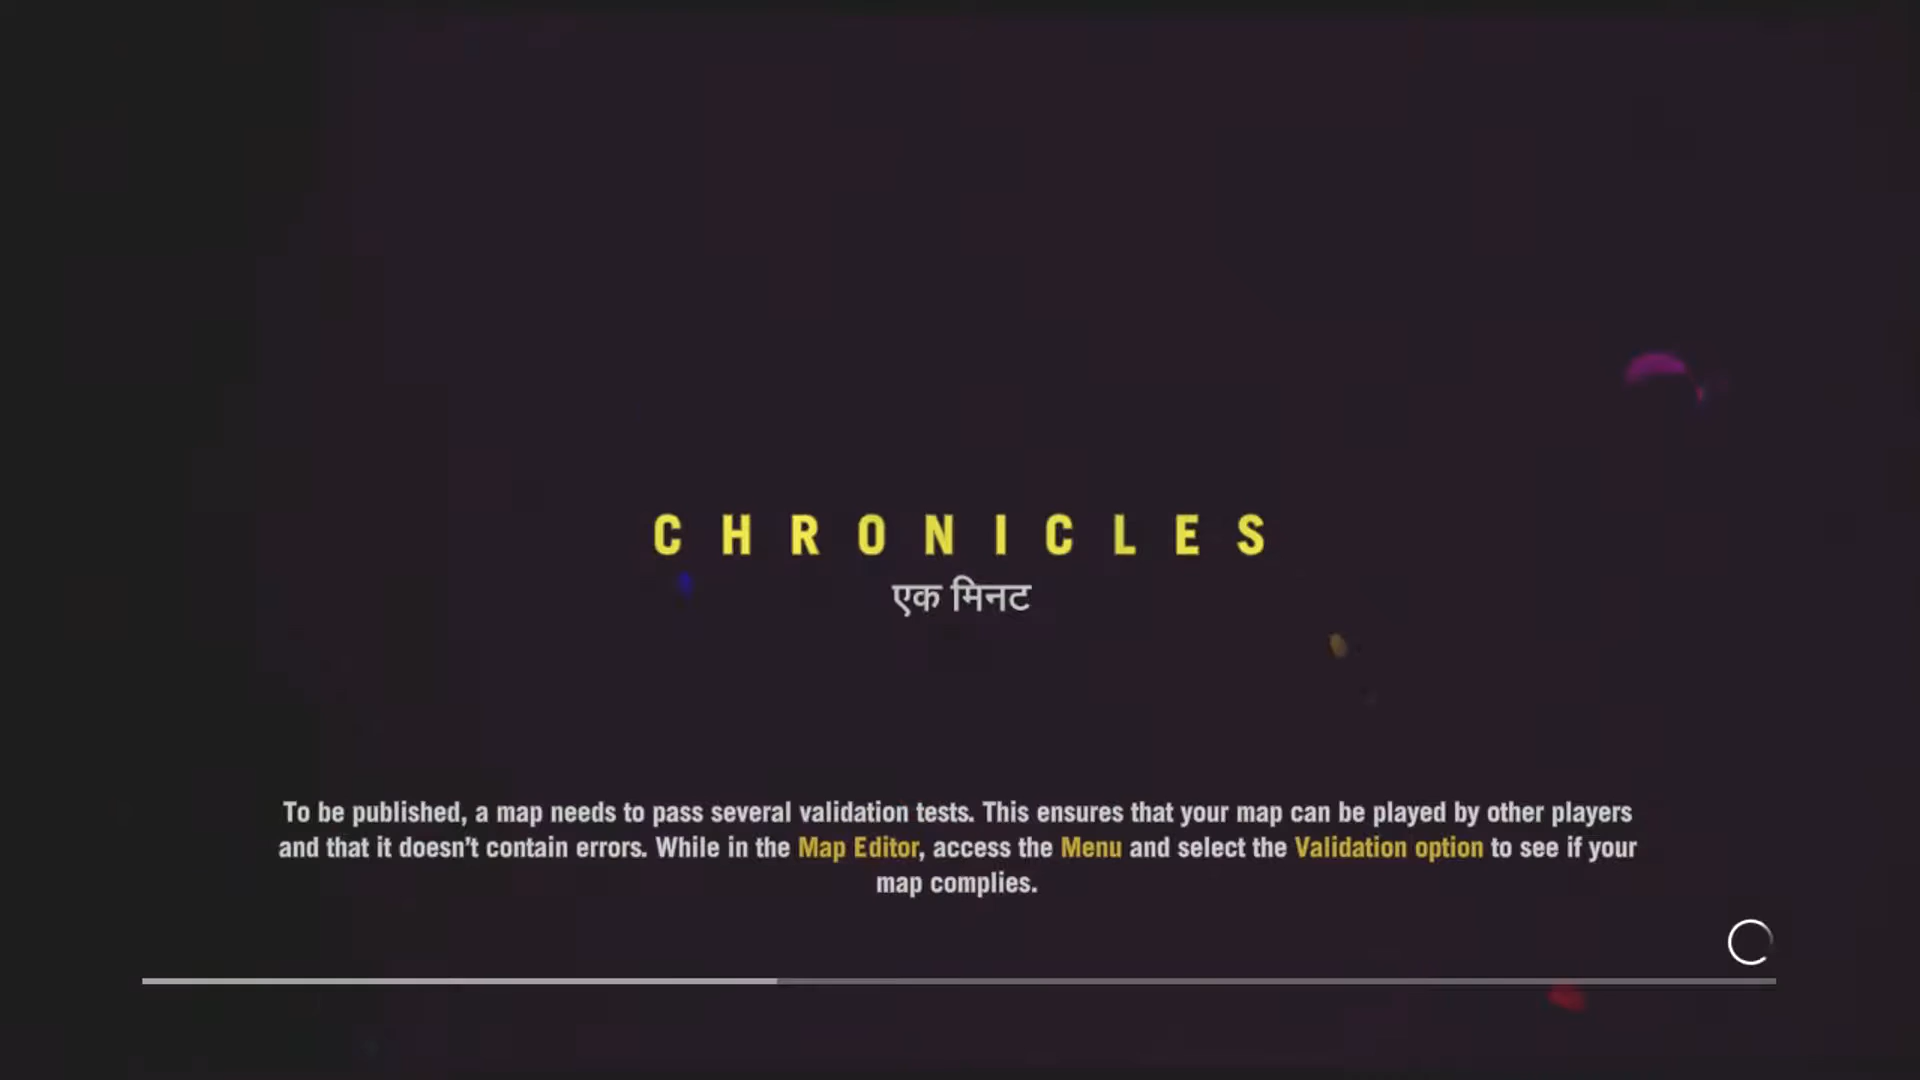 CHRONICLES
एक मिनट
To be published, a map needs to pass several validation tests. This ensures that your map can be played by other players
and that it doesn't contain errors. While in the Map Editor, access the Menu and select the Validation option to see if your
map complies.